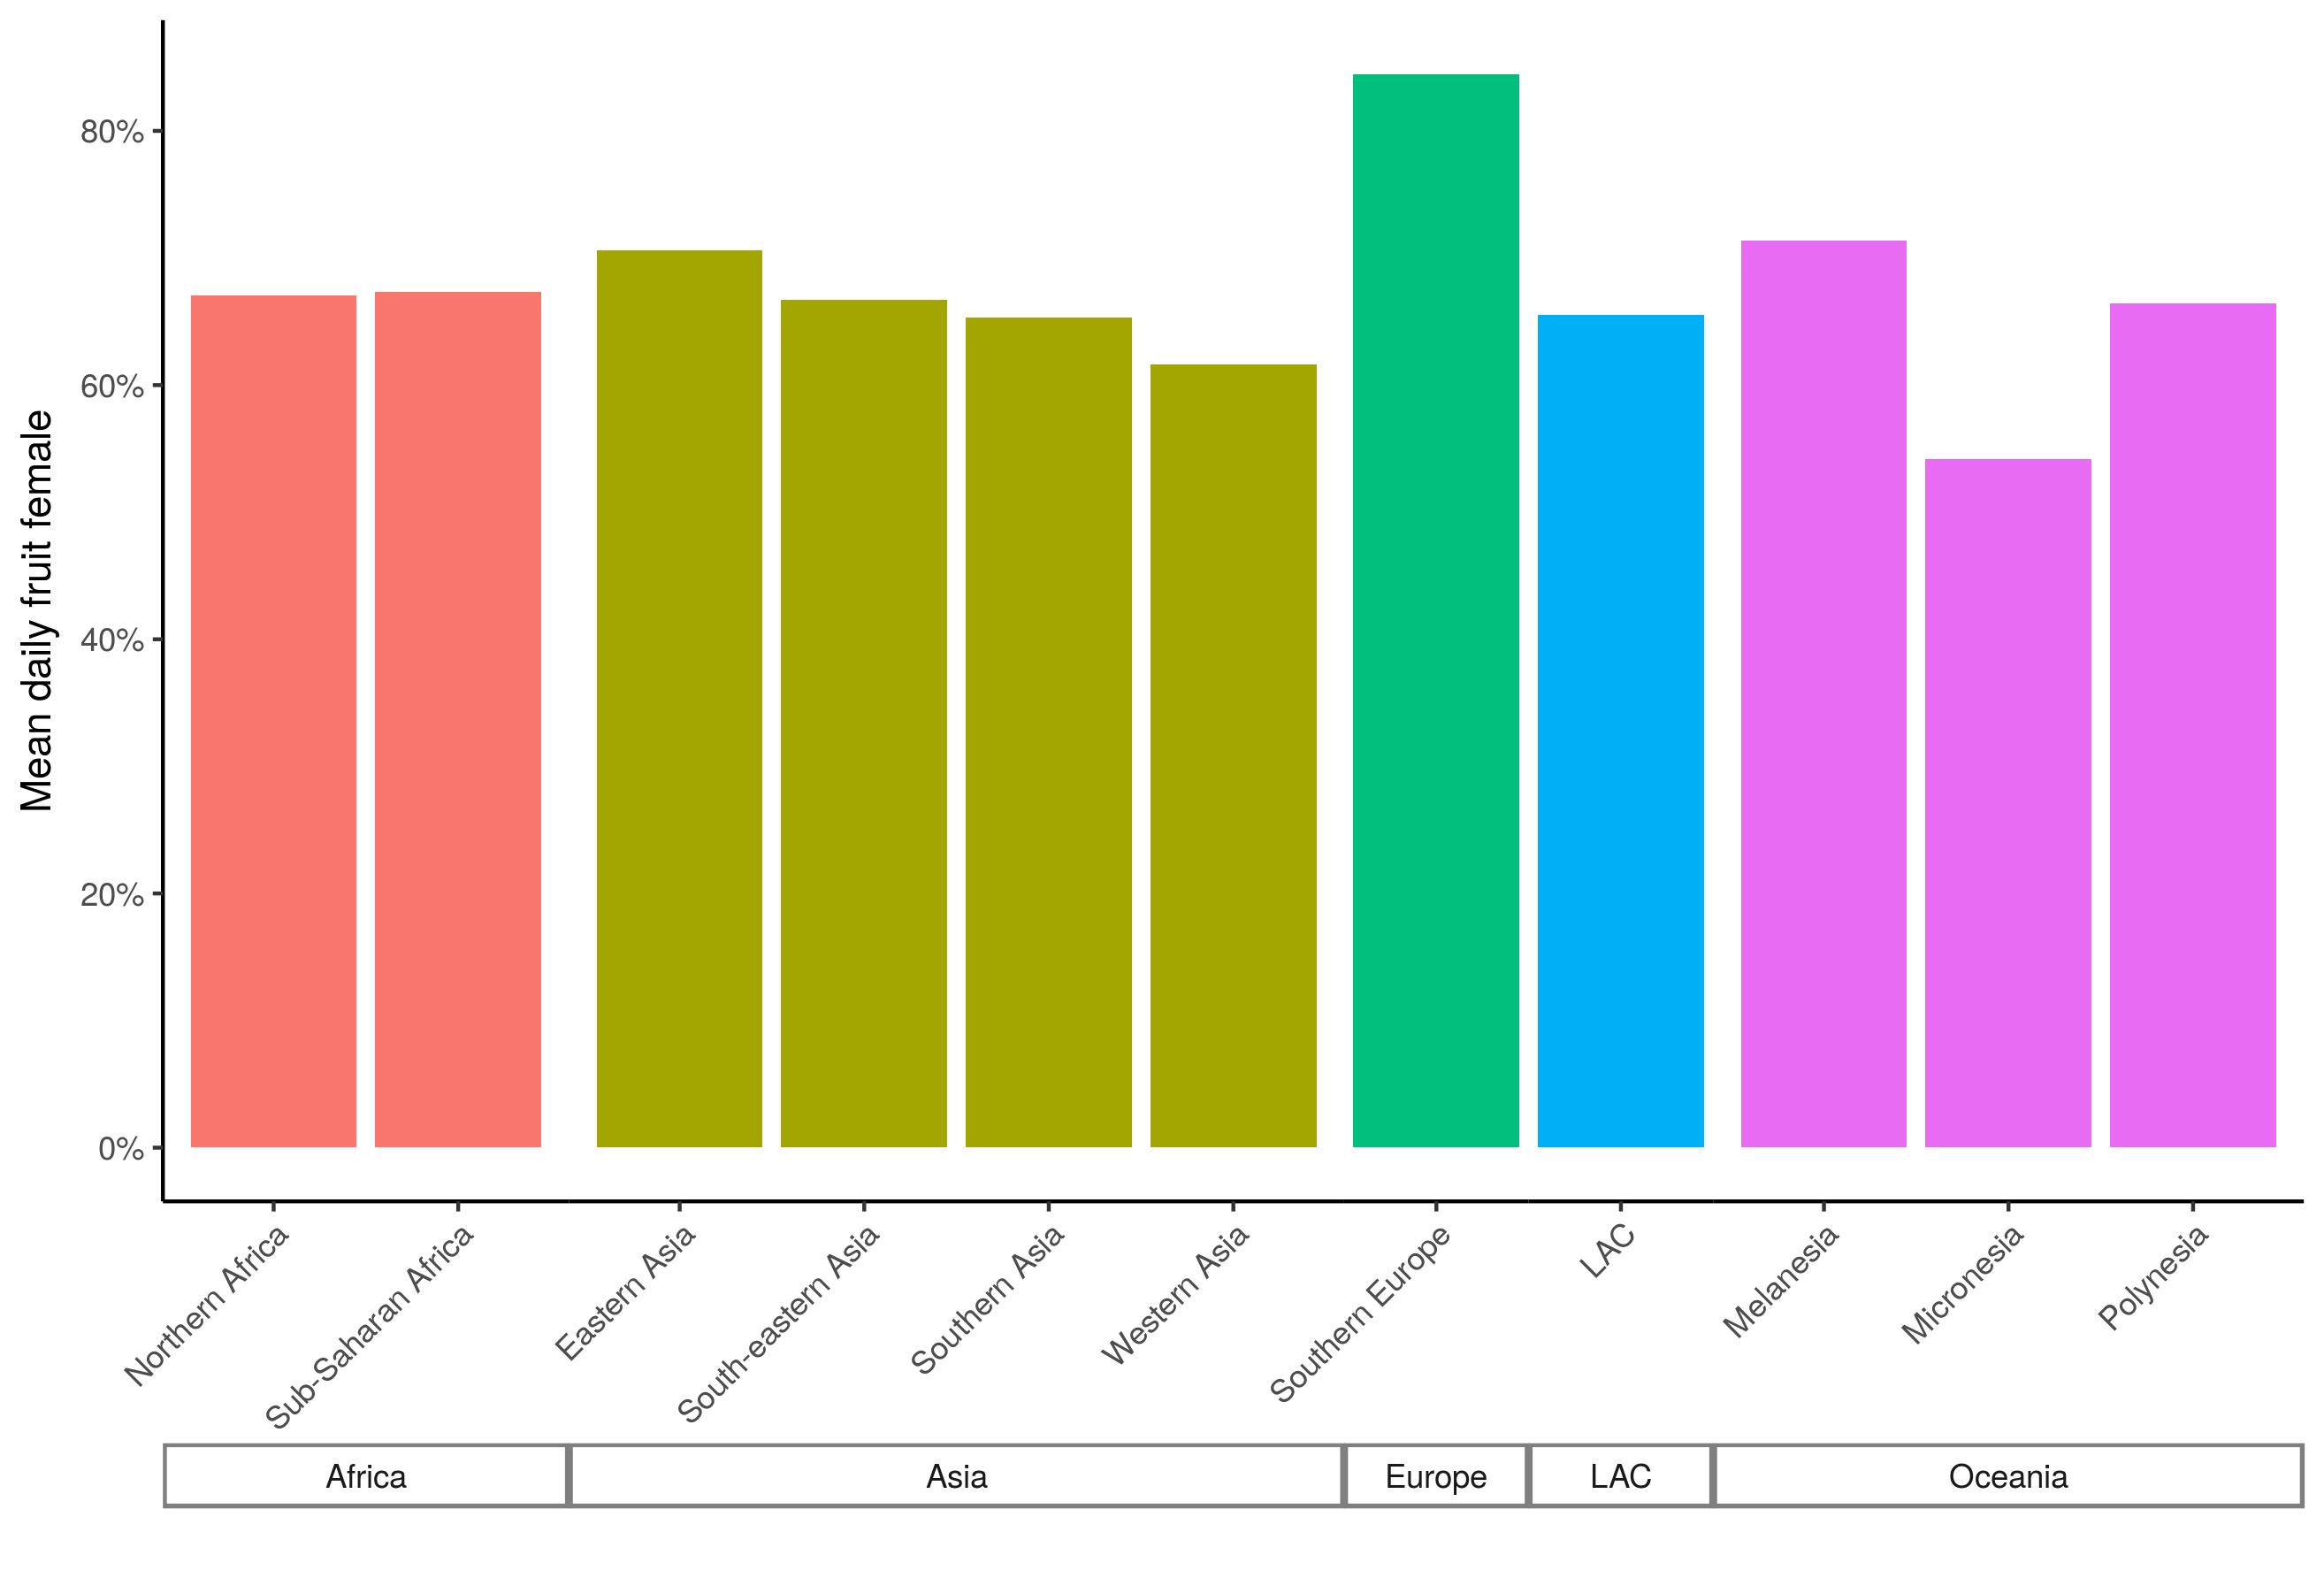 Mean daily fruit female
80%
60%
40%
20%
0%
Northern Africa
Sub-Saharan Africa
Eastern Asia
South-eastern Asia
Southern Asia
Western Asia
Southern Europe
LAC
Melanesia
Micronesia
Polynesia
Africa
Asia
Europe
LAC
Oceania